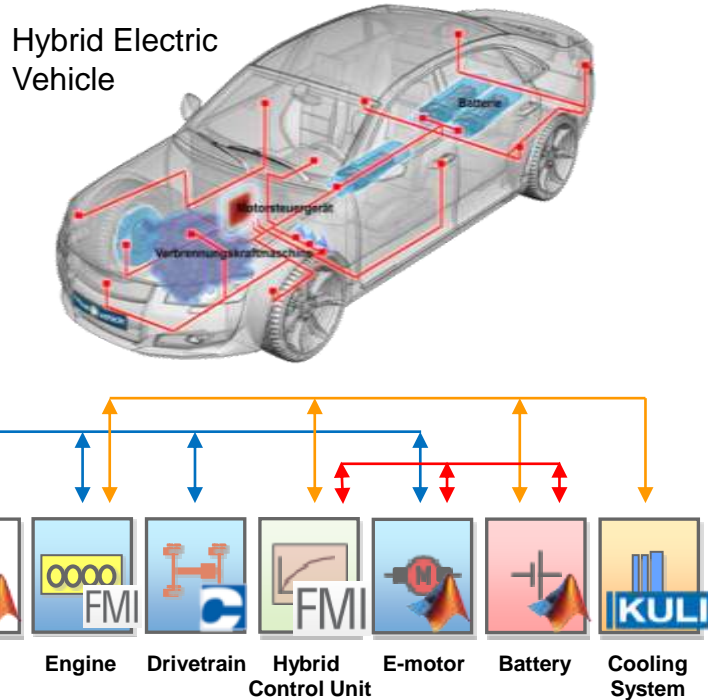 Hybrid Electric
Vehicle
Batterie
Motorsteuergerät
Verbrennungskraftmaschine
FMI
C
FMI
M
KULI
Engine
Drivetrain
Hybrid
Control Unit
E-motor
Battery
Cooling
System